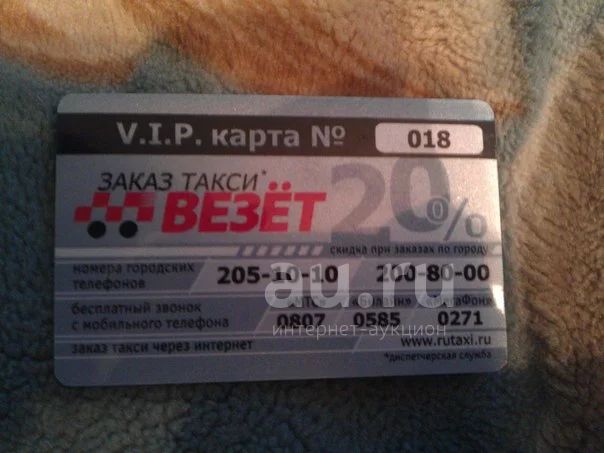 V.I.P. карта № 018
ЗАКАЗ ТАКСИ*
ВЕЗЁТ 20%
скидка при заказах по городу
номера городских телефонов 205-10-10 200-80-00
бесплатный звонок
с мобильного телефона 0807 0585 0271
заказ такси через интернет www.rutaxi.ru
*диспетчерская служба
au.ru
интернет-аукцион